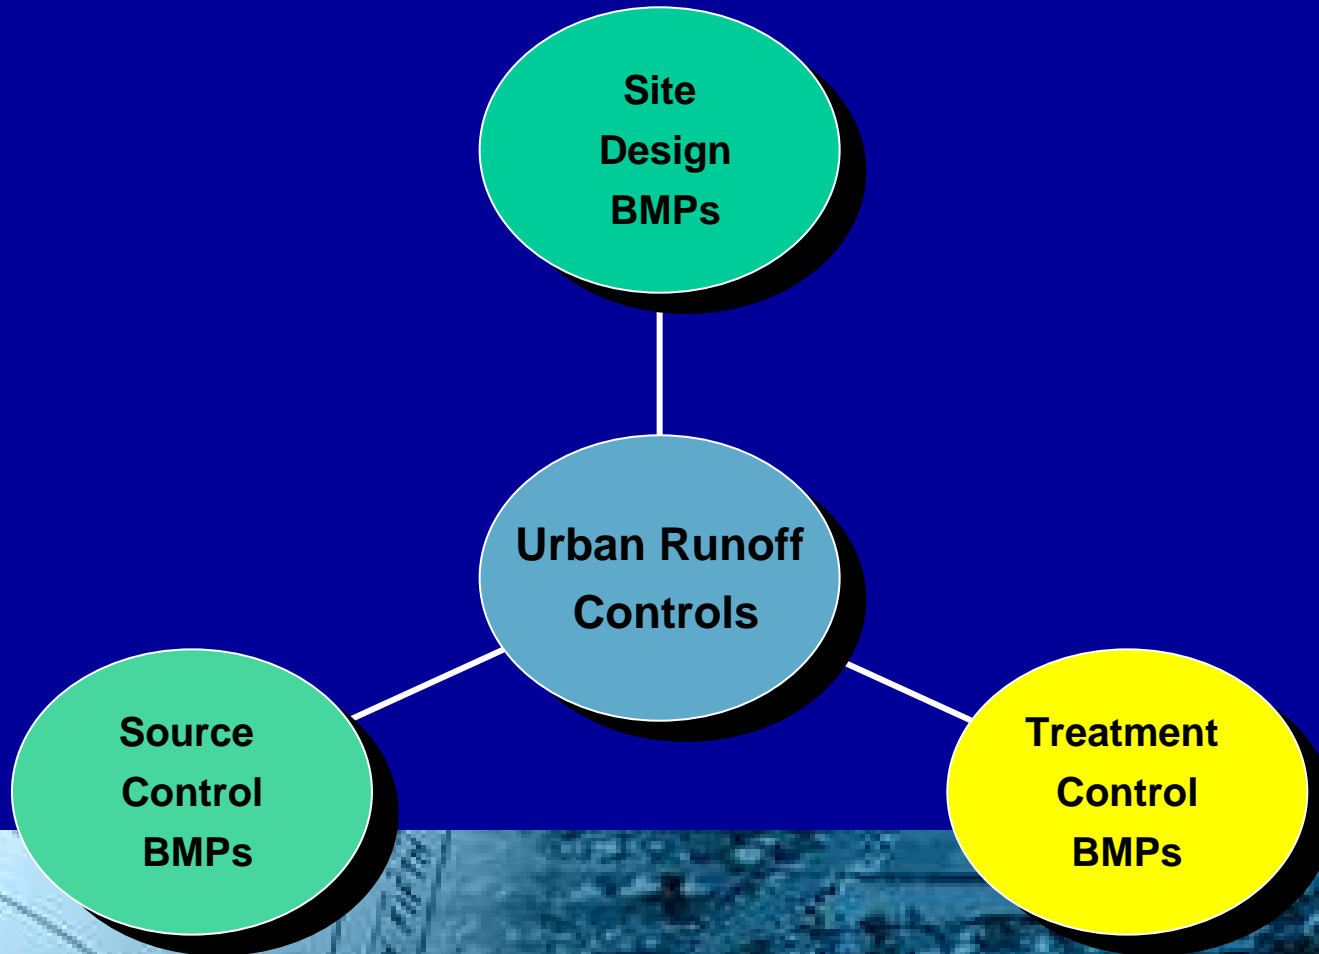 Site
Design
BMPs
Urban Runoff
Controls
Source
Control
BMPs
Treatment
Control
BMPs